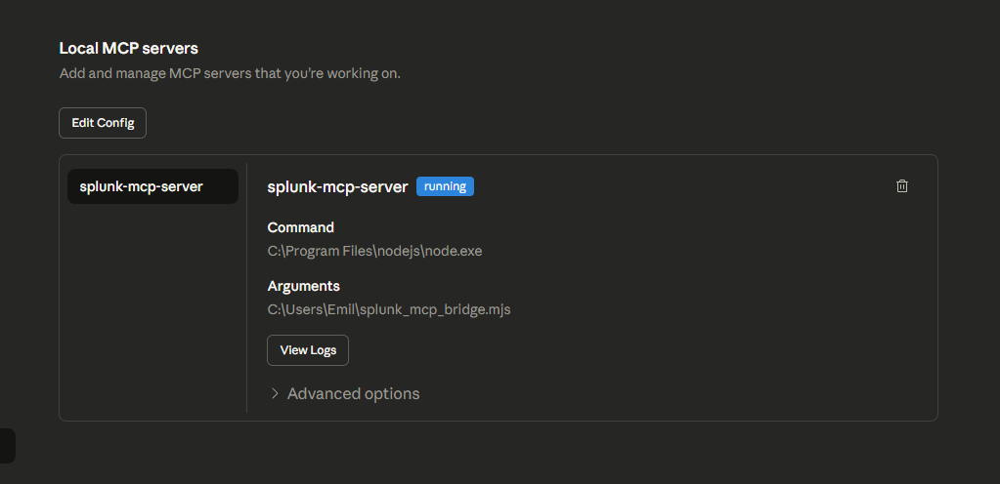 Local MCP servers
Add and manage MCP servers that you're working on.
Edit Config
splunk-mcp-server
splunk-mcp-server running
Command
C:\Program Files\nodejs\node.exe
Arguments
C:\Users\Emil\splunk_mcp_bridge.mjs
View Logs
Advanced options